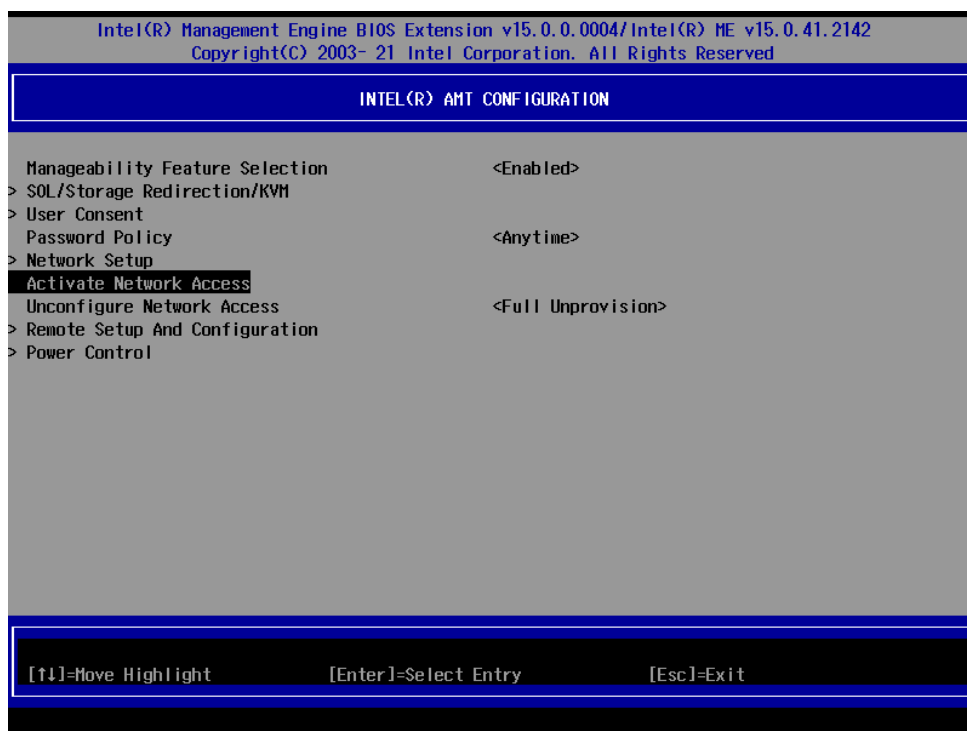 Intel(R) Management Engine BIOS Extension v15.0.0.0004/Intel(R) ME v15.0.41.2142
Copyright(C) 2003- 21 Intel Corporation. All Rights Reserved
INTEL(R) AMT CONFIGURATION
Manageability Feature Selection <Enabled>
> SOL/Storage Redirection/KVM
> User Consent
Password Policy <Anytime>
> Network Setup
Activate Network Access
Unconfigure Network Access <Full Unprovision>
> Remote Setup And Configuration
> Power Control
[↑↓]=Move Highlight [Enter]=Select Entry [Esc]=Exit